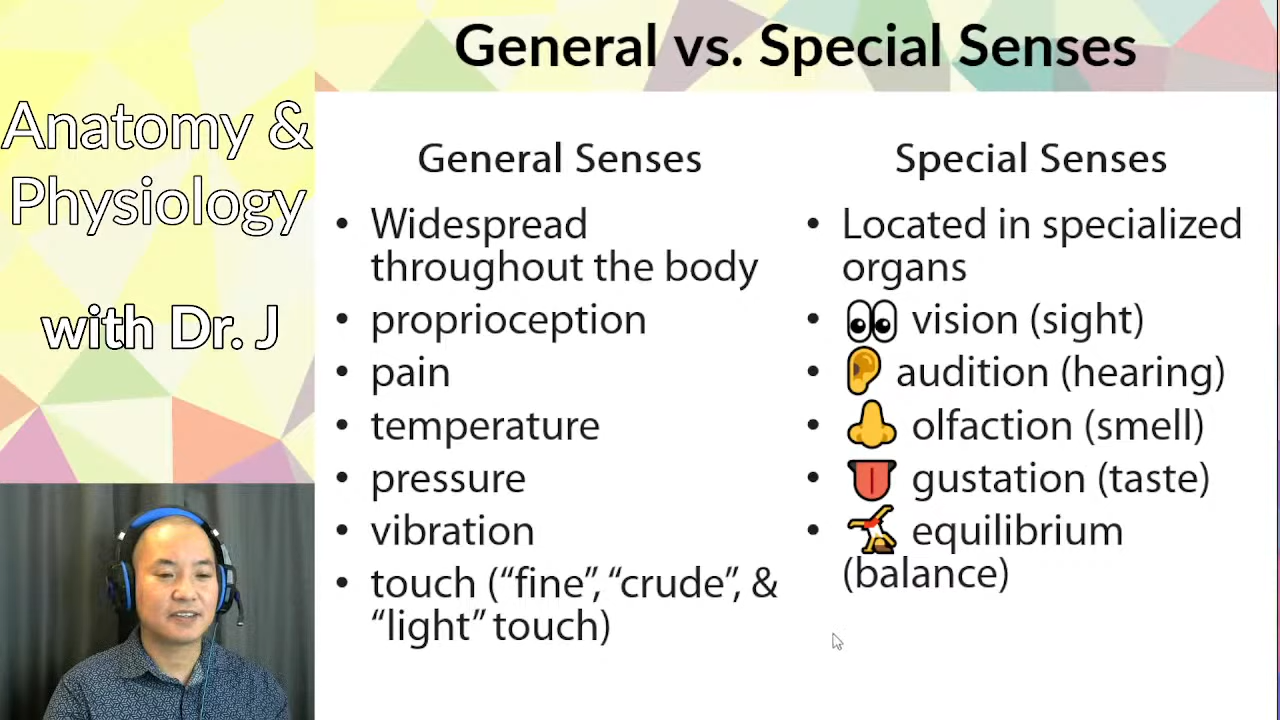 General vs. Special Senses
Anatomy &
Physiology
with Dr. J
General Senses
• Widespread
throughout the body
• proprioception
• pain
• temperature
• pressure
• vibration
• touch (“fine”, “crude”, &
“light” touch)
Special Senses
• Located in specialized
organs
• vision (sight)
• audition (hearing)
• olfaction (smell)
• gustation (taste)
• equilibrium
(balance)